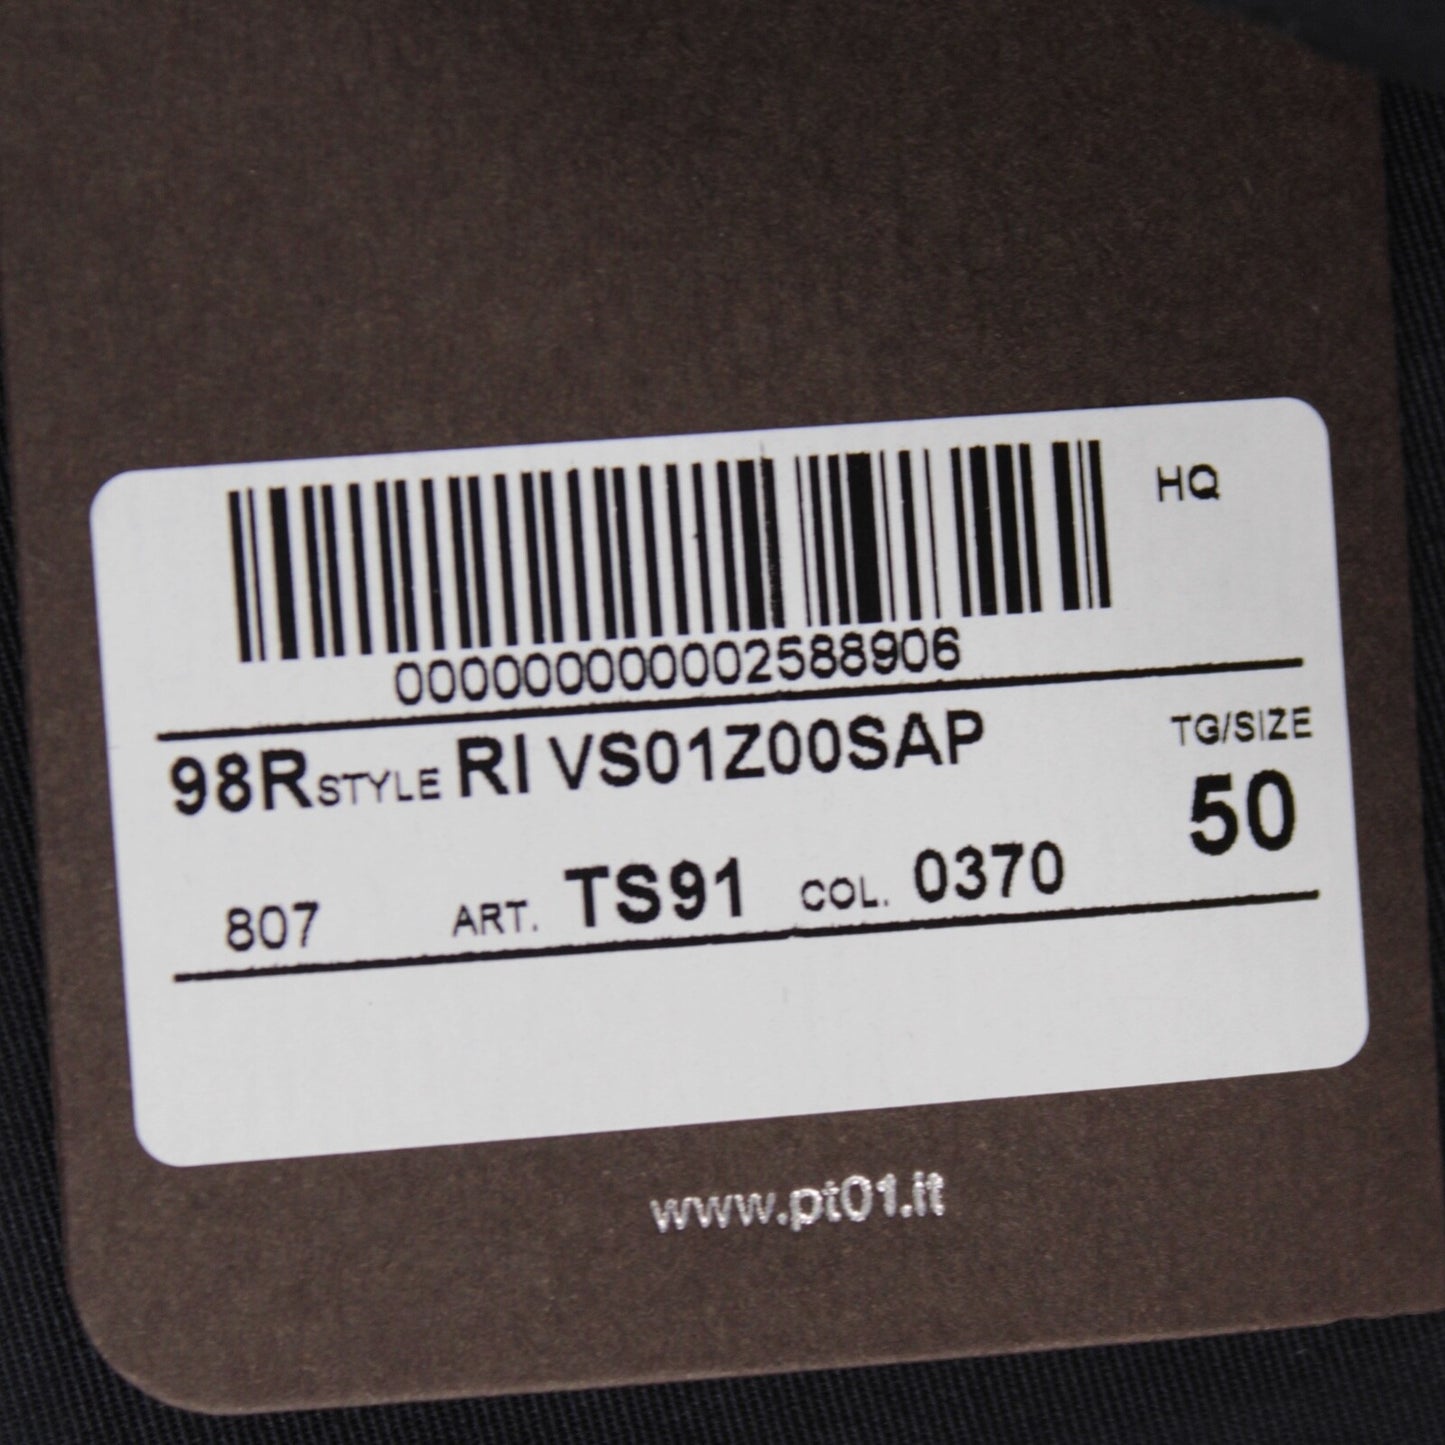 HQ
000000000002588906
98R STYLE RI VS01Z00SAP TG/SIZE
50
807 ART. TS91 COL. 0370
www.pt01.it